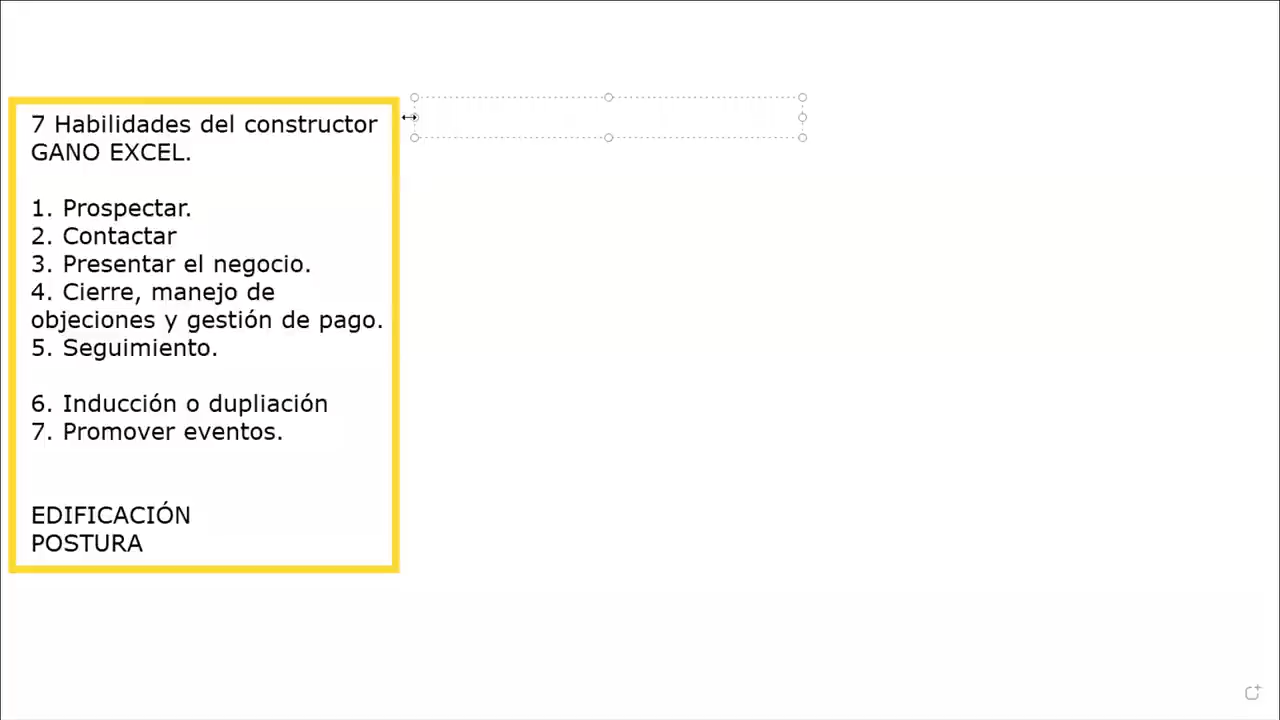 7 Habilidades del constructor
GANO EXCEL.
1. Prospectar.
2. Contactar
3. Presentar el negocio.
4. Cierre, manejo de
objeciones y gestión de pago.
5. Seguimiento.
6. Inducción o dupliación
7. Promover eventos.
EDIFICACIÓN
POSTURA